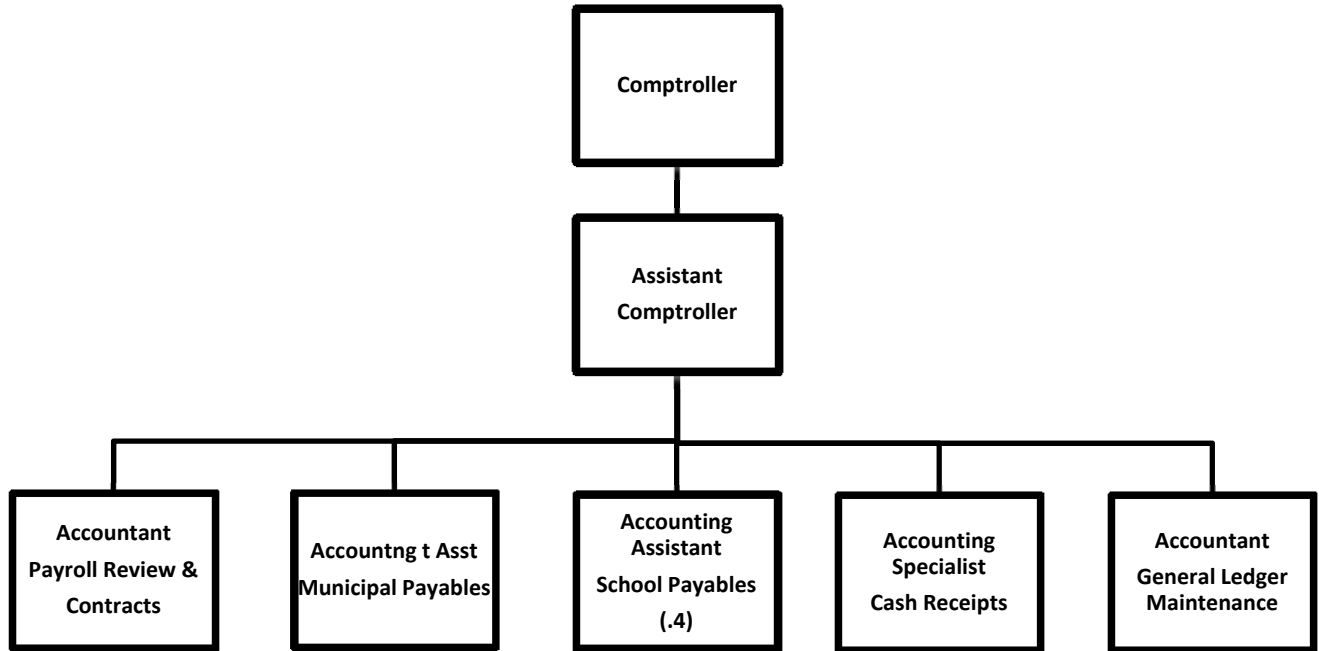 Comptroller
Assistant
Comptroller
Accountant
Payroll Review &
Contracts
Accountng t Asst
Municipal Payables
Accounting
Assistant
School Payables
(.4)
Accounting
Specialist
Cash Receipts
Accountant
General Ledger
Maintenance